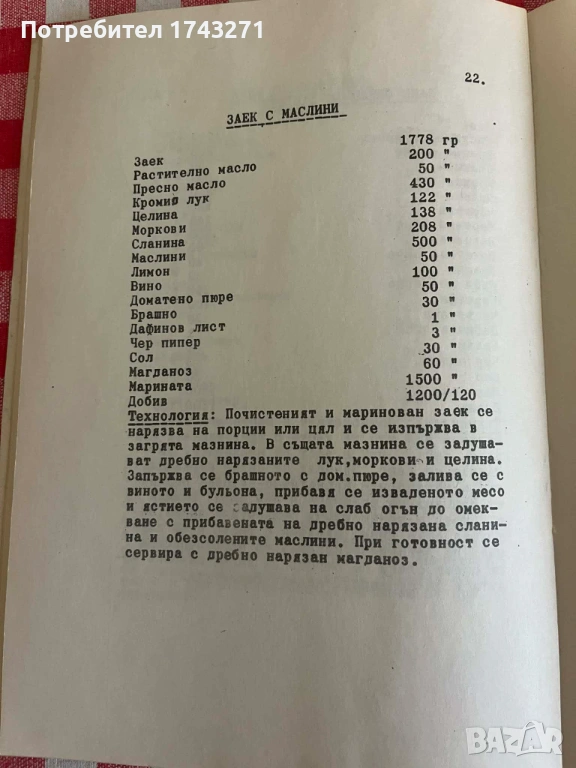 Потребител 1743271
22.
ЗАЕК С МАСЛИНИ
Заек 1778 гр
Растително масло 200 "
Пресно масло 50 "
Кромид лук 430 "
Целина 122 "
Моркови 138 "
Сланина 208 "
Маслини 500 "
Лимон 50 "
Вино 100 "
Доматено пюре 50 "
Брашно 30 "
Дафинов лист 1 "
Чер пипер 3 "
Сол 30 "
Магданоз 60 "
Марината 1500 "
Добив 1200/120
Технология: Почистеният и маринован заек се
нарязва на порции или цял и се изпържва в
загрята мазнина. В същата мазнина се задуша-
ват дребно нарязаните лук,моркови и целина.
Запържва се брашното с дом.пюре, залива се с
виното и бульона, прибавя се изваденото месо
и ястието се задушава на слаб огън до омек-
ване с прибавената на дребно нарязана слани-
на и обезсолените маслини. При готовност се
сервира с дребно нарязан магданоз.
BAZAR